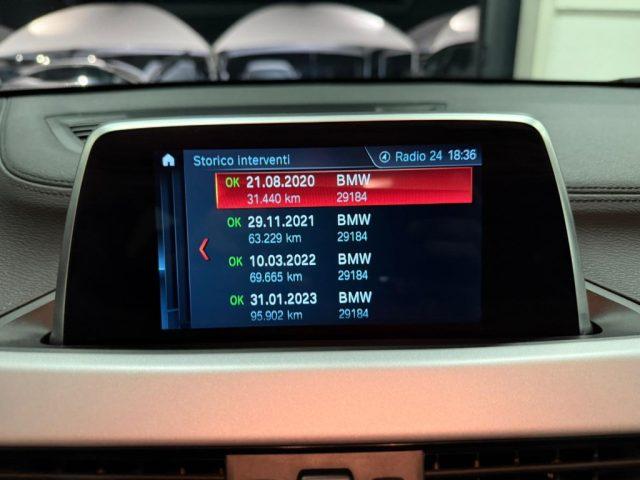 Storico interventi Radio 24 18:36
OK 21.08.2020 BMW
31.440 km 29184
OK 29.11.2021 BMW
63.229 km 29184
OK 10.03.2022 BMW
69.665 km 29184
OK 31.01.2023 BMW
95.902 km 29184